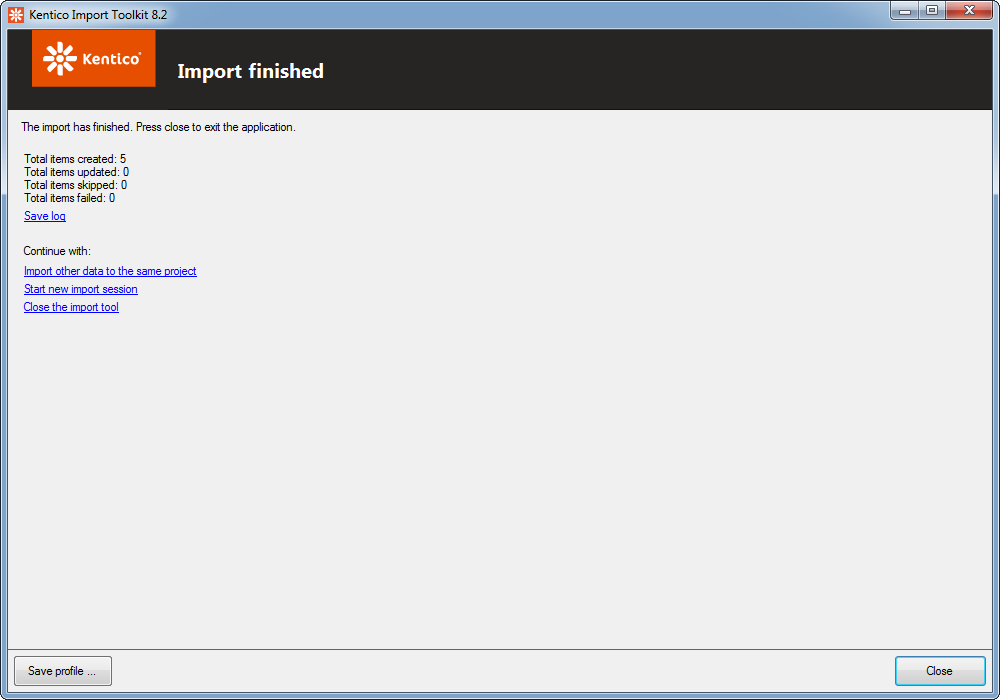 Kentico Import Toolkit 8.2
Kentico
Import finished
The import has finished. Press close to exit the application.
Total items created: 5
Total items updated: 0
Total items skipped: 0
Total items failed: 0
Save log
Continue with:
Import other data to the same project
Start new import session
Close the import tool
Save profile ...
Close